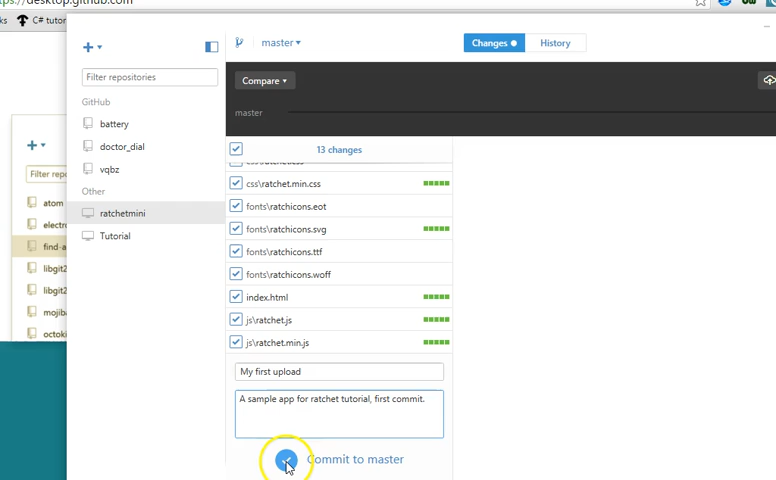 desktop.github.com
C# tutor
master
Changes
History
Filter repositories
Compare
GitHub
master
battery
doctor_dial
13 changes
vqbz
css\ratchet.min.css
Other
fonts\ratchicons.eot
ratchetmini
fonts\ratchicons.svg
Tutorial
fonts\ratchicons.ttf
fonts\ratchicons.woff
index.html
js\ratchet.js
js\ratchet.min.js
My first upload
A sample app for ratchet tutorial, first commit.
Commit to master
Filter
atom
electro
find-a
libgit2
libgit2
mojiba
octoki